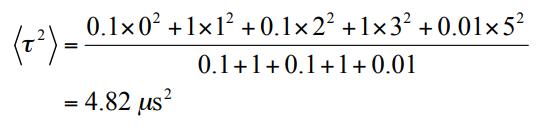 ⟨τ²⟩ = (0.1×0² + 1×1² + 0.1×2² + 1×3² + 0.01×5²) / (0.1+1+0.1+1+0.01)
= 4.82 μs²